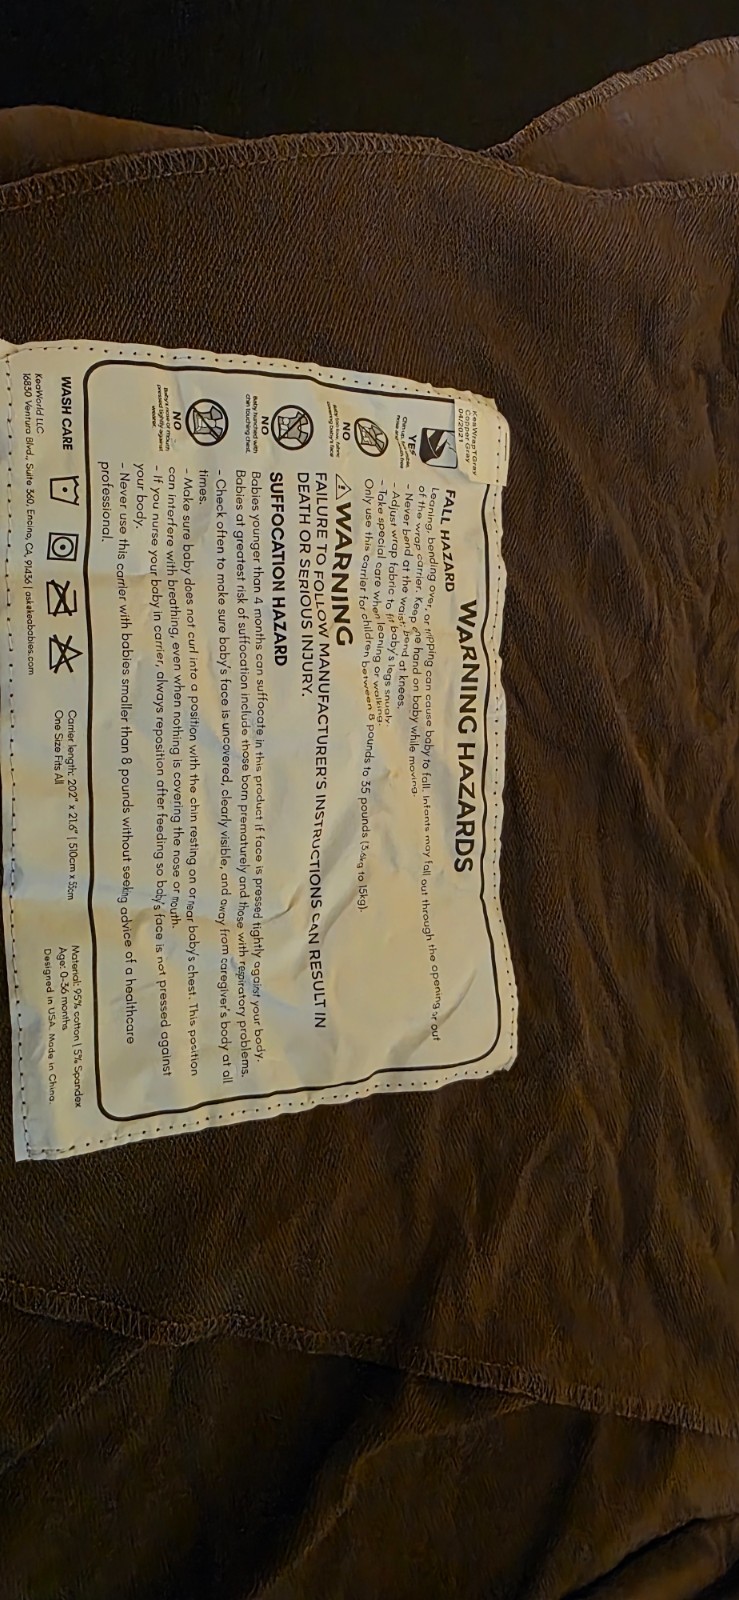 KeaWrapTGray
Copper Gray
04/2021
YES
NO
NO
Baby hunched with
chin touching chest.
NO
WARNING HAZARDS
FALL HAZARD
Leaning, bending over, or tripping can cause baby to fall. Infants may fall out through the opening or out
of the wrap carrier. Keep one hand on baby while moving.
- Never bend at the waist; bend at knees.
- Adjust wrap fabric to fit baby's legs snugly.
- Take special care when leaning or walking.
Only use this carrier for children between 8 pounds to 35 pounds (3.6kg to 15kg).
⚠WARNING
FAILURE TO FOLLOW MANUFACTURER'S INSTRUCTIONS CAN RESULT IN
DEATH OR SERIOUS INJURY.
SUFFOCATION HAZARD
Babies younger than 4 months can suffocate in this product if face is pressed tightly against your body.
Babies at greatest risk of suffocation include those born prematurely and those with respiratory problems.
- Check often to make sure baby's face is uncovered, clearly visible, and away from caregiver's body at all
times.
- Make sure baby does not curl into a position with the chin resting on or near baby's chest. This position
can interfere with breathing, even when nothing is covering the nose or mouth.
- If you nurse your baby in carrier, always reposition after feeding so baby's face is not pressed against
your body.
- Never use this carrier with babies smaller than 8 pounds without seeking advice of a healthcare
professional.
WASH CARE
Carrier length: 202" x 21.6" | 510cm x 55cm
One Size Fits All
Material: 95% cotton | 5% Spandex
Age: 0-36 months
Designed in USA. Made in China.
KeaWorld LLC
16830 Ventura Blvd., Suite 360, Encino, CA, 91436 | askekeababies.com